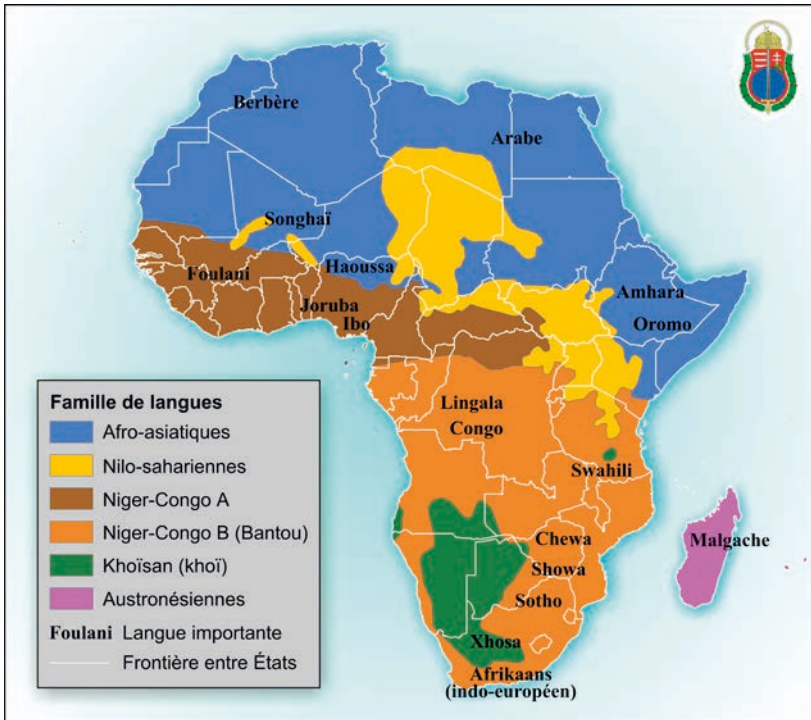 Berbère
Arabe
Songhaï
Foulani
Haoussa
Joruba
Ibo
Amhara
Oromo
Lingala
Congo
Swahili
Chewa
Showa
Sotho
Xhosa
Afrikaans
(indo-européen)
Malgache
Famille de langues
Afro-asiatiques
Nilo-sahariennes
Niger-Congo A
Niger-Congo B (Bantou)
Khoïsan (khoï)
Austronésiennes
Foulani Langue importante
Frontière entre États